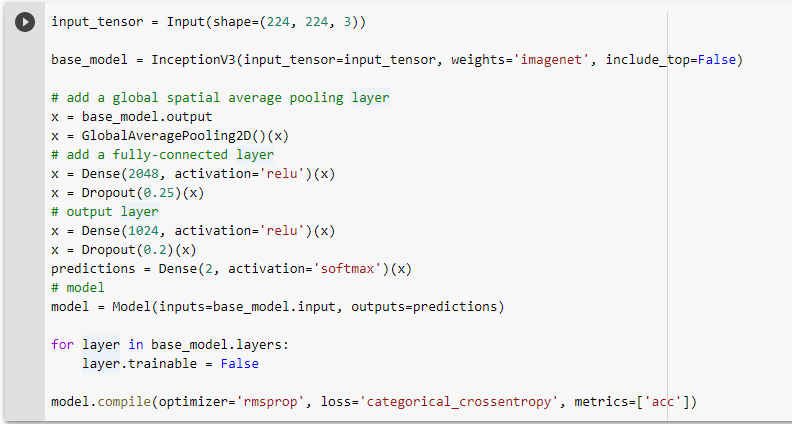 input_tensor = Input(shape=(224, 224, 3))
base_model = InceptionV3(input_tensor=input_tensor, weights='imagenet', include_top=False)
# add a global spatial average pooling layer
x = base_model.output
x = GlobalAveragePooling2D()(x)
# add a fully-connected layer
x = Dense(2048, activation='relu')(x)
x = Dropout(0.25)(x)
# output layer
x = Dense(1024, activation='relu')(x)
x = Dropout(0.2)(x)
predictions = Dense(2, activation='softmax')(x)
# model
model = Model(inputs=base_model.input, outputs=predictions)
for layer in base_model.layers:
    layer.trainable = False
model.compile(optimizer='rmsprop', loss='categorical_crossentropy', metrics=['acc'])